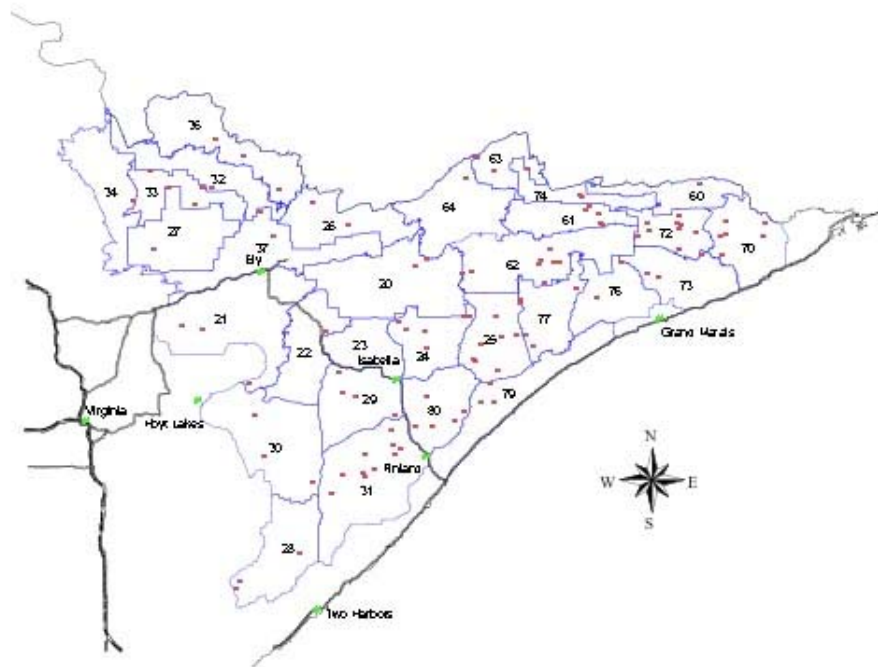 36
63
32
33
34
74
60
26
64
61
27
72
37
70
62
Ely
20
76
73
21
77
Grand Marais
22
23
25
24
Isabella
79
29
80
Virginia
Hoyt Lakes
N
30
Finland
W
E
31
S
28
Two Harbors